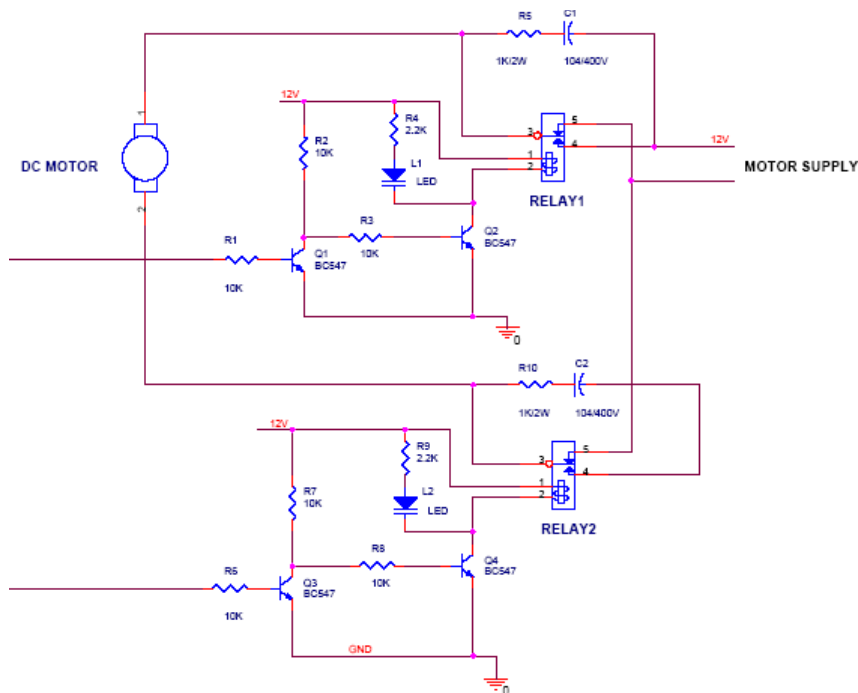 R5
C1
1K/2W
104/400V
12V
R4
2.2K
1
R2
10K
3
5
4
12V
L1
LED
1
2
DC MOTOR
MOTOR SUPPLY
RELAY1
2
R3
R1
Q1
BC547
10K
Q2
BC547
10K
0
R10
C2
1K/2W
104/400V
12V
R9
2.2K
5
3
4
R7
10K
L2
LED
1
2
RELAY2
R8
R6
Q3
BC547
10K
Q4
BC547
10K
GND
0